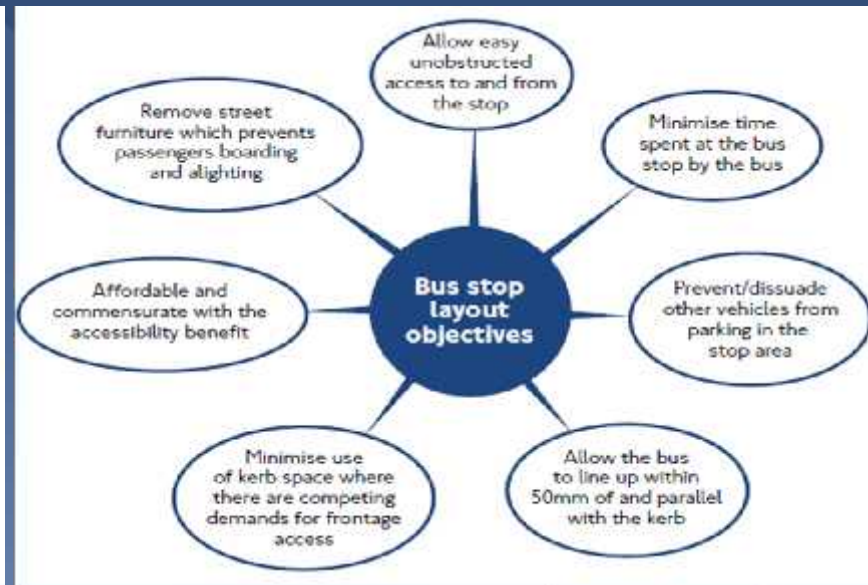 Allow easy
unobstructed
access to and from
the stop
Remove street
furniture which prevents
passengers boarding
and alighting
Minimise time
spent at the bus
stop by the bus
Bus stop
layout
objectives
Affordable and
commensurate with the
accessibility benefit
Prevent/dissuade
other vehicles from
parking in the
stop area
Minimise use
of kerb space where
there are competing
demands for frontage
access
Allow the bus
to line up within
50mm of and parallel
with the kerb